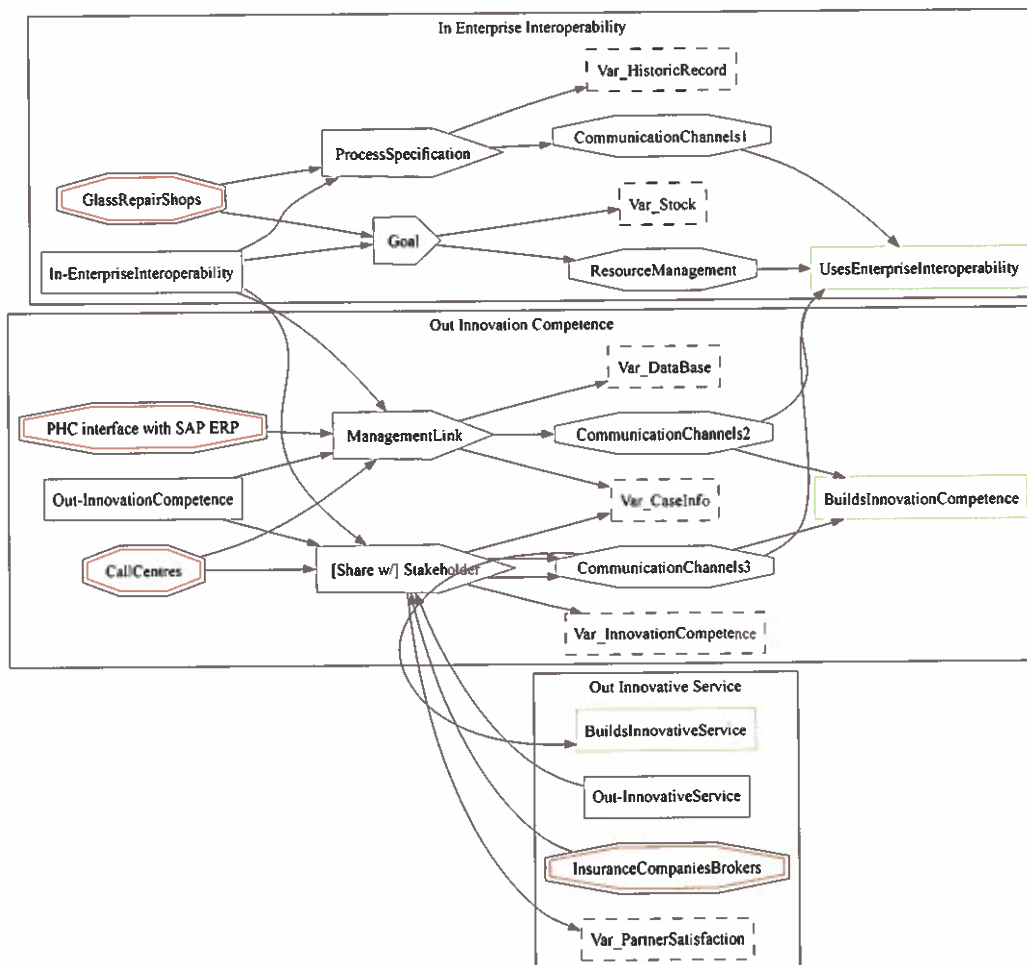 In Enterprise Interoperability
Var_HistoricRecord
CommunicationChannels1
ProcessSpecification
GlassRepairShops
Var_Stock
Goal
In-EnterpriseInteroperability
ResourceManagement
UsesEnterpriseInteroperability
Out Innovation Competence
Var_DataBase
PHC interface with SAP ERP
ManagementLink
CommunicationChannels2
Out-InnovationCompetence
Var_CaseInfo
BuildsInnovationCompetence
CallCentres
[Share w/] Stakeholder
CommunicationChannels3
Var_InnovationCompetence
Out Innovative Service
BuildsInnovativeService
Out-InnovativeService
InsuranceCompaniesBrokers
Var_PartnerSatisfaction